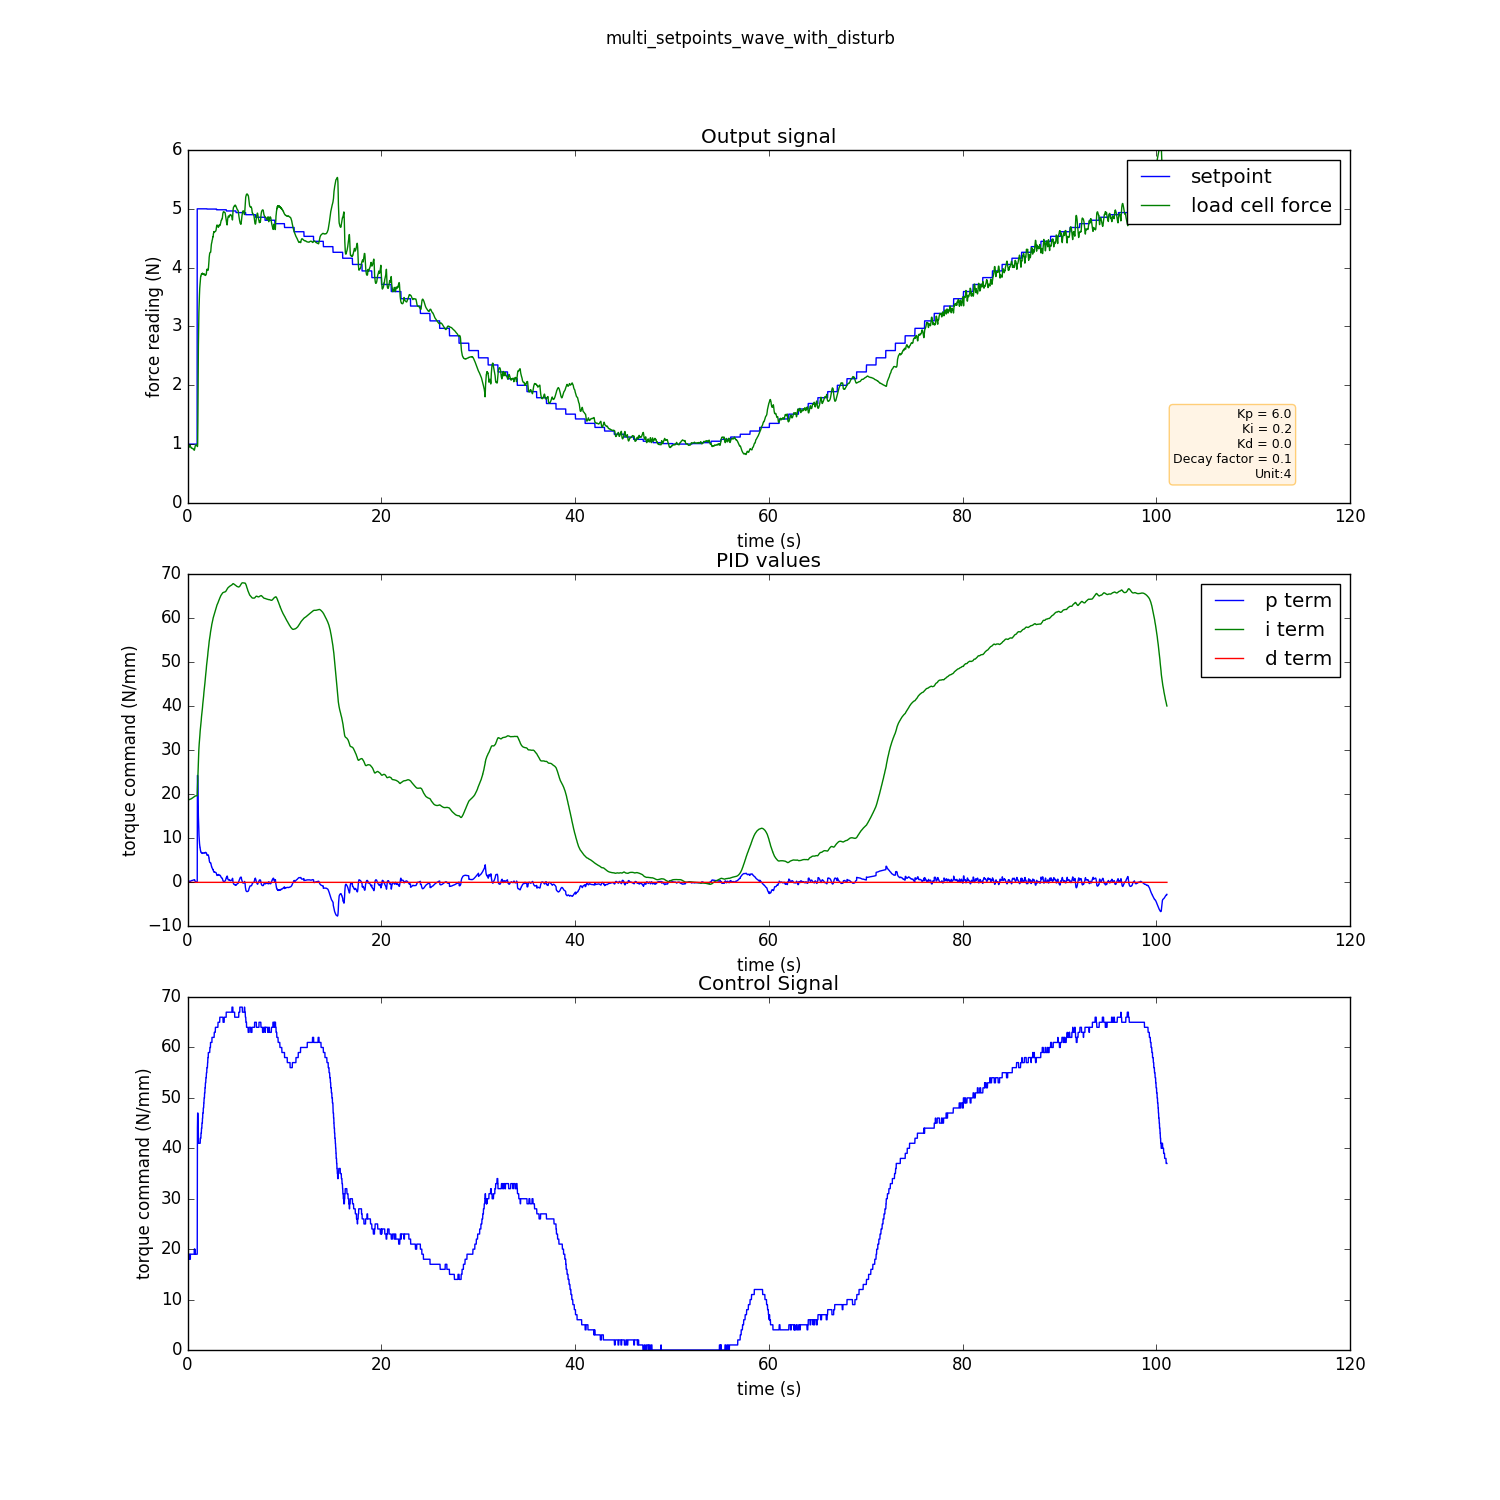 multi_setpoints_wave_with_disturb
Output signal
6
5
4
3
2
1
0
force reading (N)
setpoint
load cell force
Kp = 6.0
Ki = 0.2
Kd = 0.0
Decay factor = 0.1
Unit:4
0 20 40 60 80 100 120
time (s)
PID values
70
60
50
40
30
20
10
0
−10
torque command (N/mm)
p term
i term
d term
0 20 40 60 80 100 120
time (s)
Control Signal
70
60
50
40
30
20
10
0
torque command (N/mm)
0 20 40 60 80 100 120
time (s)